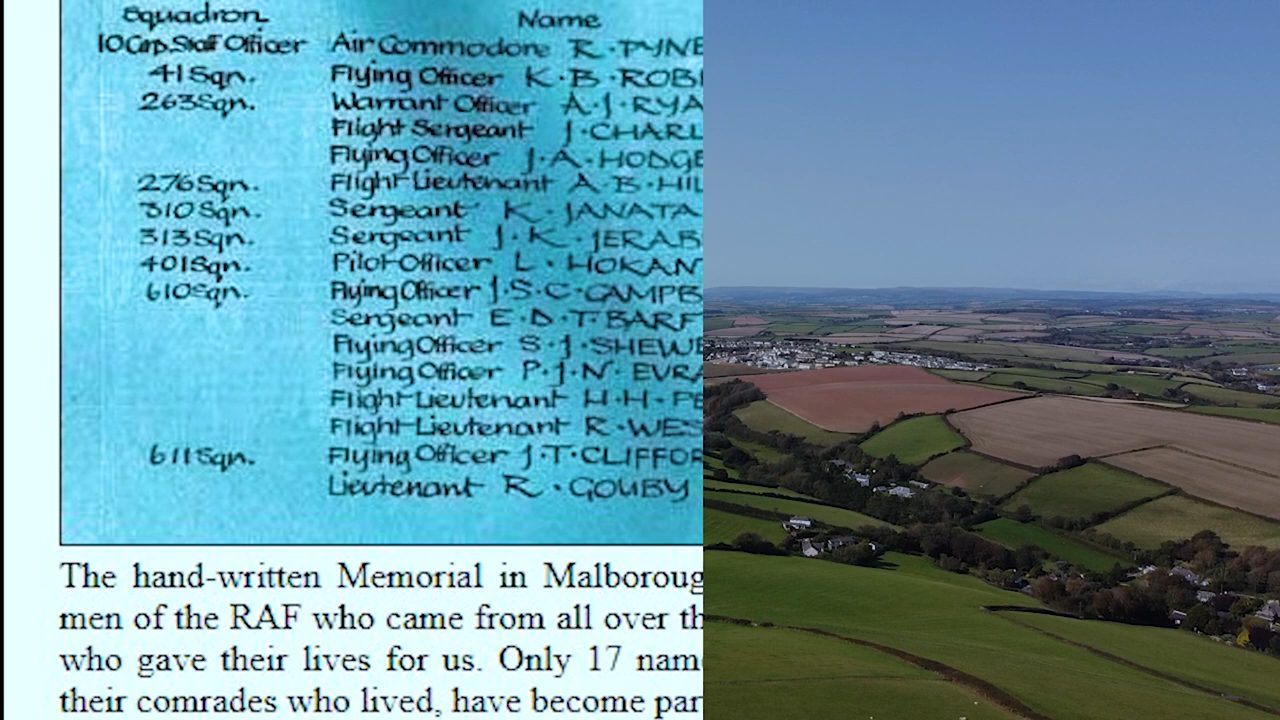 Squadron Name
10 Grp. Staff Officer Air Commodore R. PYNE
41 Sqn. Flying Officer K. B. ROB
263 Sqn. Warrant Officer A. J. RYA
Flight Sergeant J. CHARL
Flying Officer J. A. HODGE
276 Sqn. Flight Lieutenant A. B. HIL
310 Sqn. Sergeant K. JANATA
313 Sqn. Sergeant J. K. JERAB
401 Sqn. Pilot Officer L. HOKAN
610 Sqn. Flying Officer J. S. C. GAMPB
Sergeant E. D. T. BARF
Flying Officer S. J. SHEWE
Flying Officer P. J. N. EVRA
Flight Lieutenant H. H. PE
Flight Lieutenant R. WES
611 Sqn. Flying Officer J. T. CLIFFOR
Lieutenant R. GOUBY
The hand-written Memorial in Malboroug
men of the RAF who came from all over th
who gave their lives for us. Only 17 nam
their comrades who lived, have become par